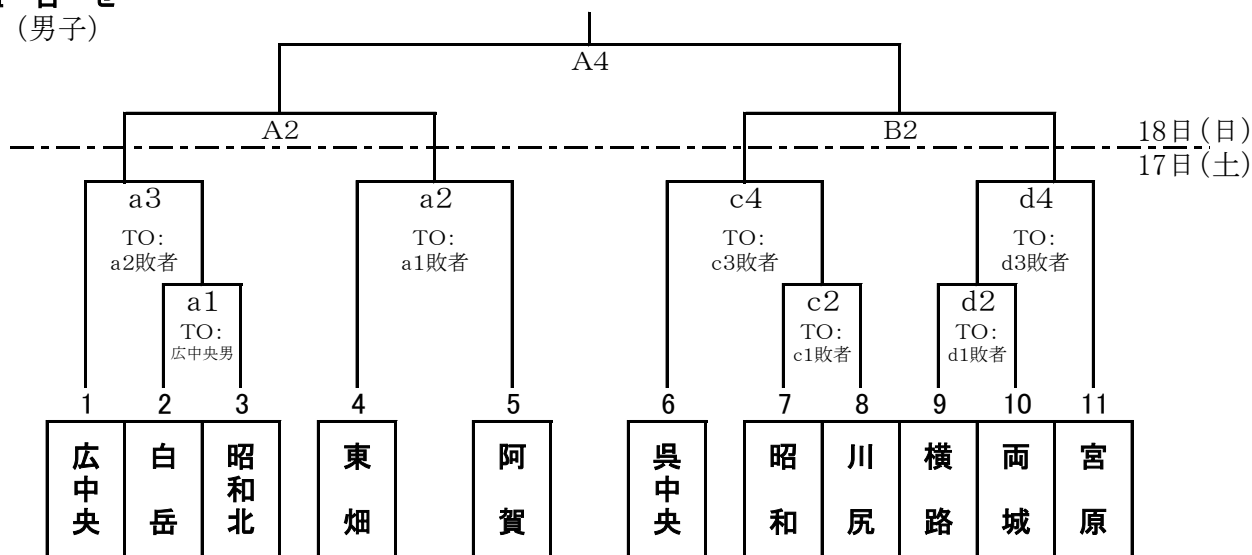 (男子)
A4
A2
B2
18日(日)
17日(土)
a3
TO:
a2敗者
a2
TO:
a1敗者
c4
TO:
c3敗者
d4
TO:
d3敗者
a1
TO:
広中央男
c2
TO:
c1敗者
d2
TO:
d1敗者
1 2 3 4 5 6 7 8 9 10 11
広中央
白岳
昭和北
東畑
阿賀
呉中央
昭和
川尻
横路
両城
宮原